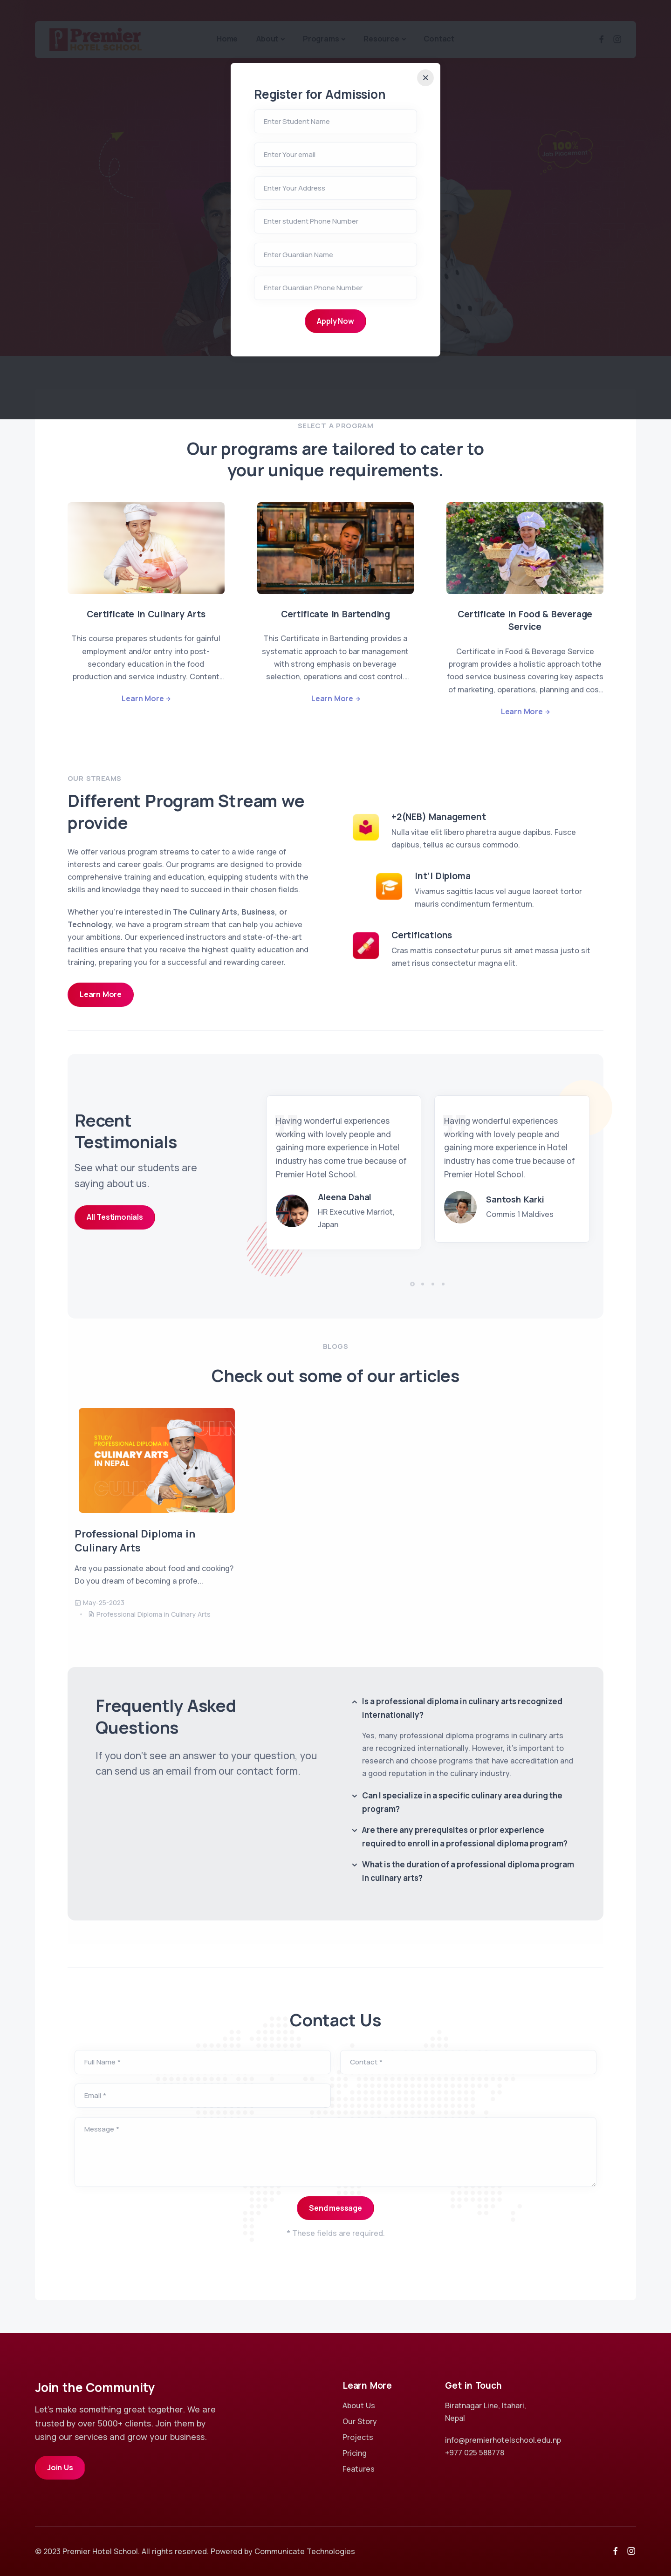 Premier
HOTEL SCHOOL
Home
About
Programs
Resource
Contact
Register for Admission
Enter Student Name
Enter Your email
Enter Your Address
Enter student Phone Number
Enter Guardian Name
Enter Guardian Phone Number
Apply Now
SELECT A PROGRAM
Our programs are tailored to cater to
your unique requirements.
Certificate in Culinary Arts
This course prepares students for gainful
employment and/or entry into post-
secondary education in the food
production and service industry. Content...
Learn More
Certificate in Bartending
This Certificate in Bartending provides a
systematic approach to bar management
with strong emphasis on beverage
selection, operations and cost control....
Learn More
Certificate in Food & Beverage
Service
Certificate in Food & Beverage Service
program provides a holistic approach tothe
food service business covering key aspects
of marketing, operations, planning and cos...
Learn More
OUR STREAMS
Different Program Stream we
provide
We offer various program streams to cater to a wide range of
interests and career goals. Our programs are designed to provide
comprehensive training and education, equipping students with the
skills and knowledge they need to succeed in their chosen fields.
Whether you're interested in The Culinary Arts, Business, or
Technology, we have a program stream that can help you achieve
your ambitions. Our experienced instructors and state-of-the-art
facilities ensure that you receive the highest quality education and
training, preparing you for a successful and rewarding career.
Learn More
+2(NEB) Management
Nulla vitae elit libero pharetra augue dapibus. Fusce
dapibus, tellus ac cursus commodo.
Int'l Diploma
Vivamus sagittis lacus vel augue laoreet tortor
mauris condimentum fermentum.
Certifications
Cras mattis consectetur purus sit amet massa justo sit
amet risus consectetur magna elit.
Recent
Testimonials
See what our students are
saying about us.
All Testimonials
Having wonderful experiences
working with lovely people and
gaining more experience in Hotel
industry has come true because of
Premier Hotel School.
Aleena Dahal
HR Executive Marriot,
Japan
Having wonderful experiences
working with lovely people and
gaining more experience in Hotel
industry has come true because of
Premier Hotel School.
Santosh Karki
Commis 1 Maldives
BLOGS
Check out some of our articles
STUDY
PROFESSIONAL DIPLOMA IN
CULINARY ARTS
IN NEPAL
Professional Diploma in
Culinary Arts
Are you passionate about food and cooking?
Do you dream of becoming a profe...
May-25-2023
Professional Diploma in Culinary Arts
Frequently Asked
Questions
If you don't see an answer to your question, you
can send us an email from our contact form.
Is a professional diploma in culinary arts recognized
internationally?
Yes, many professional diploma programs in culinary arts
are recognized internationally. However, it's important to
research and choose programs that have accreditation and
a good reputation in the culinary industry.
Can I specialize in a specific culinary area during the
program?
Are there any prerequisites or prior experience
required to enroll in a professional diploma program?
What is the duration of a professional diploma program
in culinary arts?
Contact Us
Full Name *
Contact *
Email *
Message *
Send message
* These fields are required.
Join the Community
Let's make something great together. We are
trusted by over 5000+ clients. Join them by
using our services and grow your business.
Join Us
Learn More
About Us
Our Story
Projects
Pricing
Features
Get in Touch
Biratnagar Line, Itahari,
Nepal
info@premierhotelschool.edu.np
+977 025 588778
© 2023 Premier Hotel School. All rights reserved. Powered by Communicate Technologies